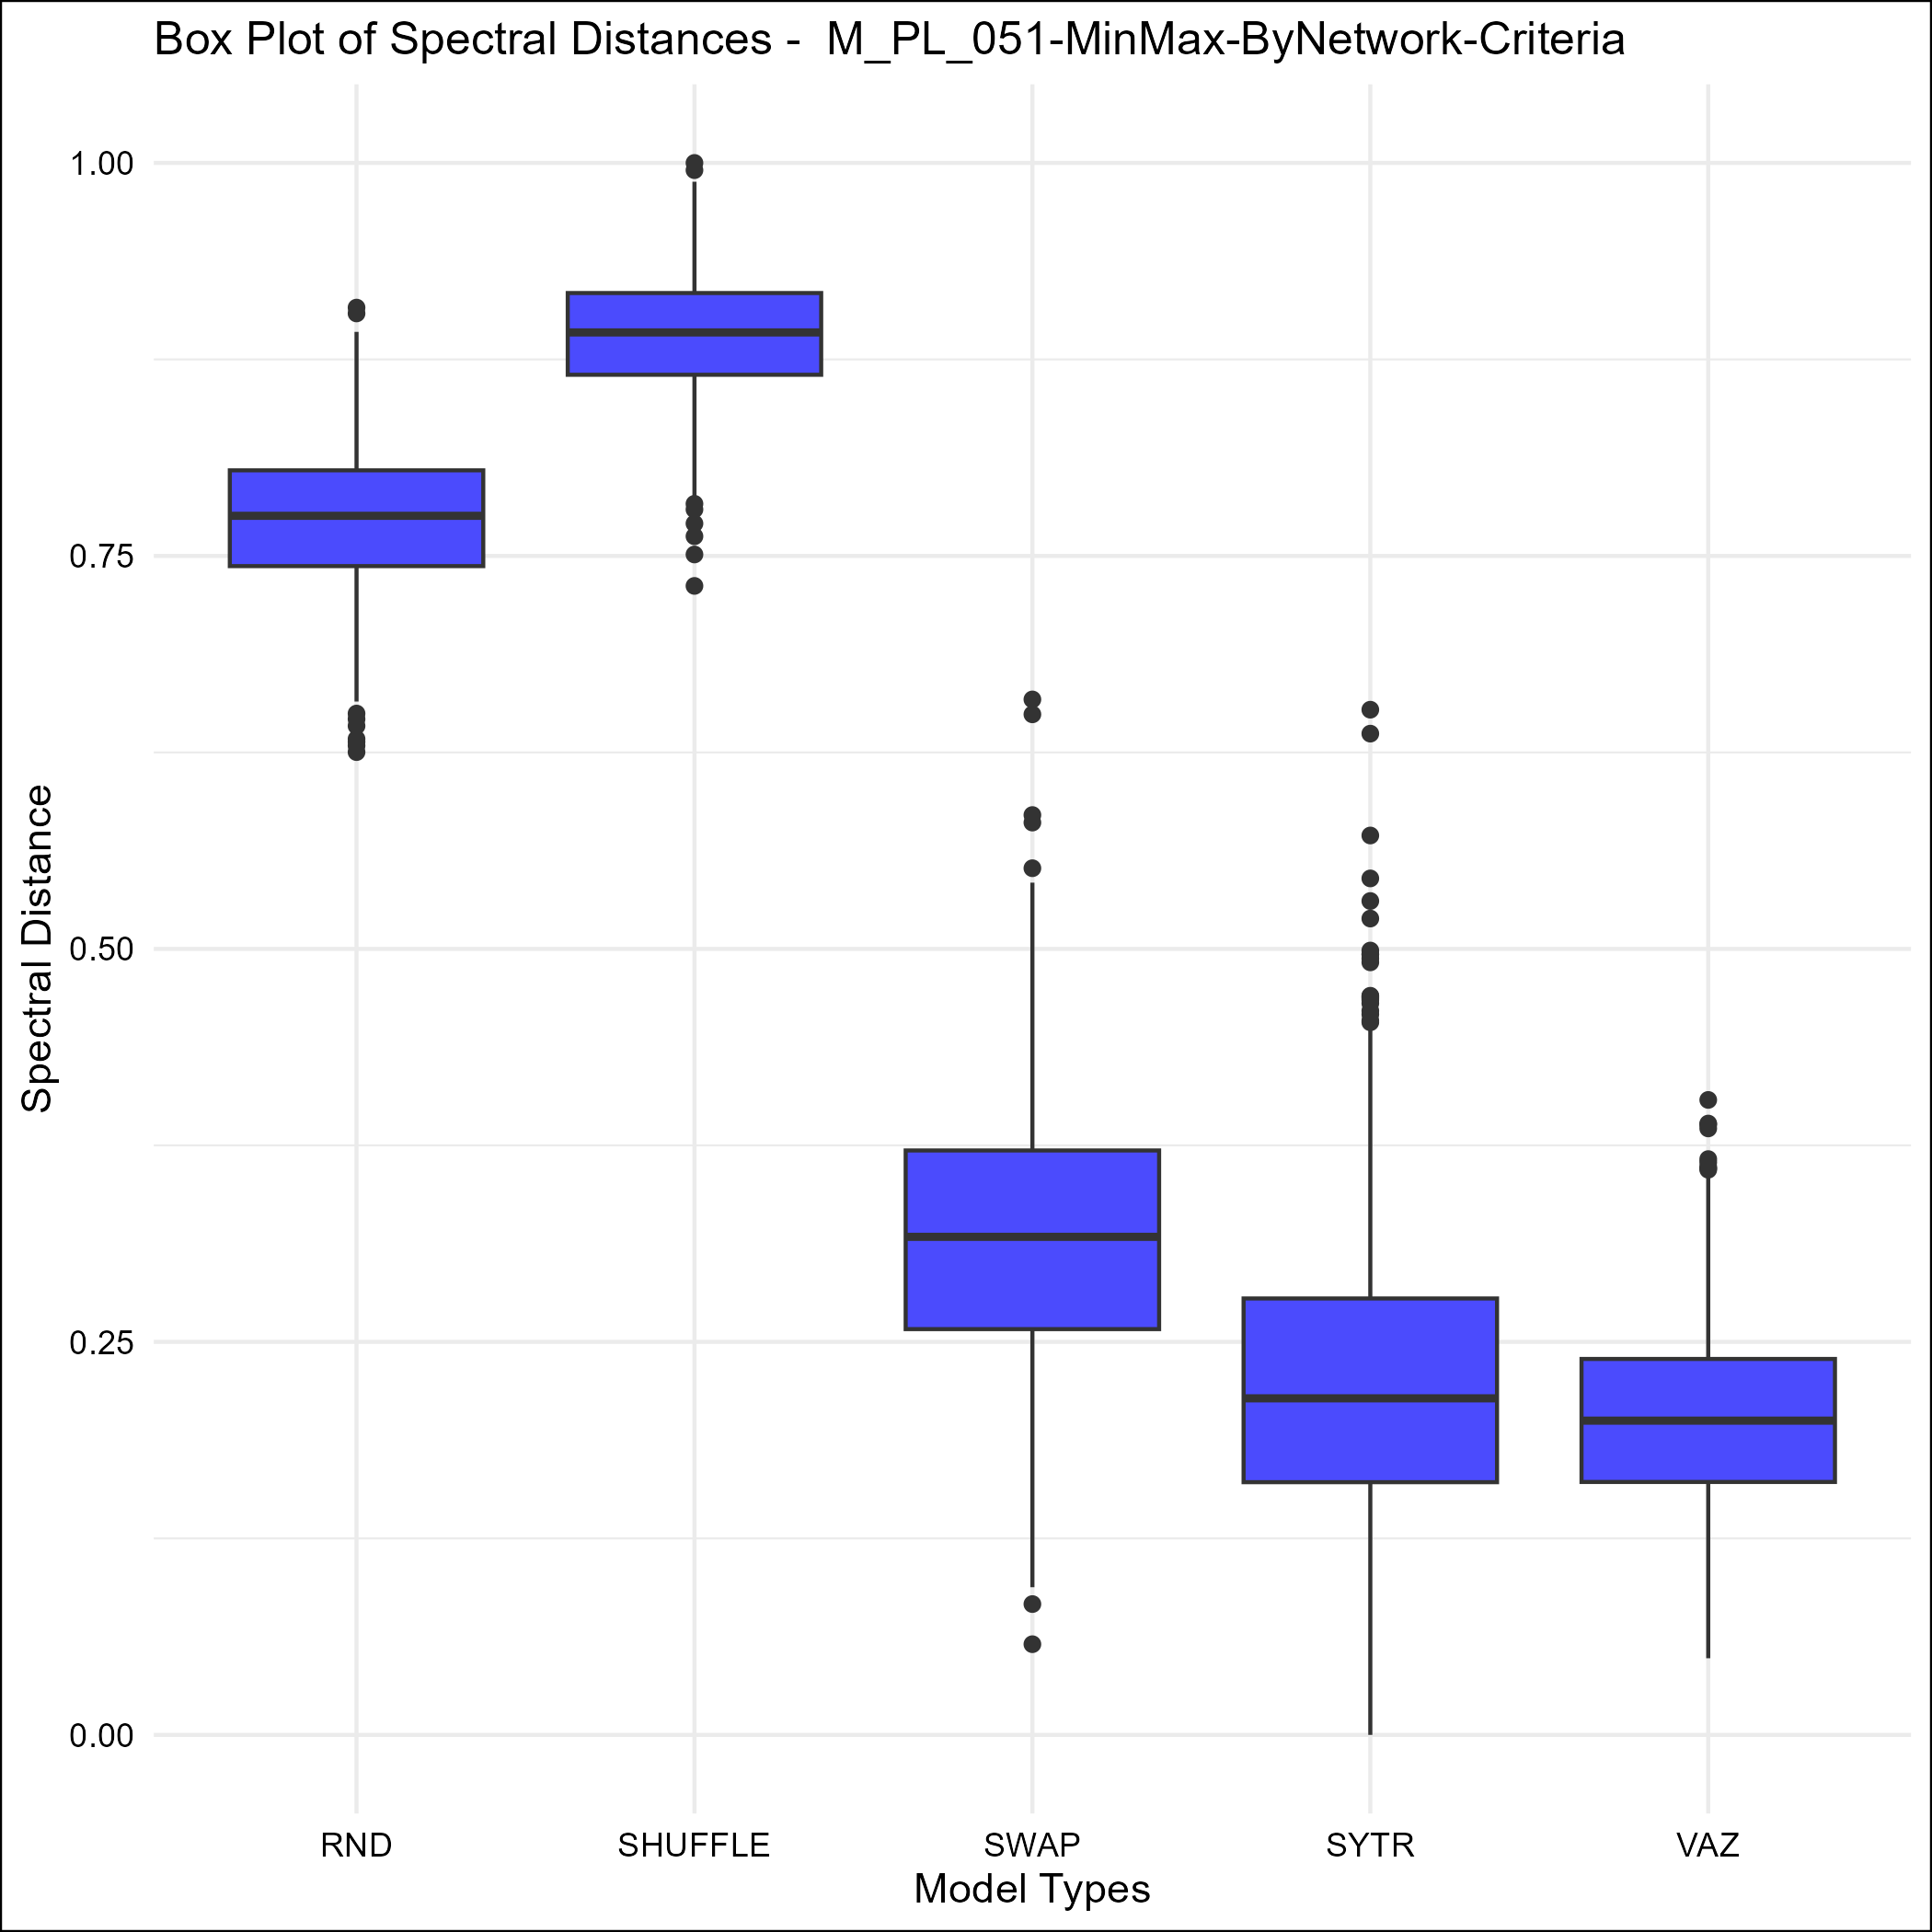 Box Plot of Spectral Distances -  M_PL_051-MinMax-ByNetwork-Criteria
1.00
0.75
0.50
0.25
0.00
Spectral Distance
RND
SHUFFLE
SWAP
SYTR
VAZ
Model Types